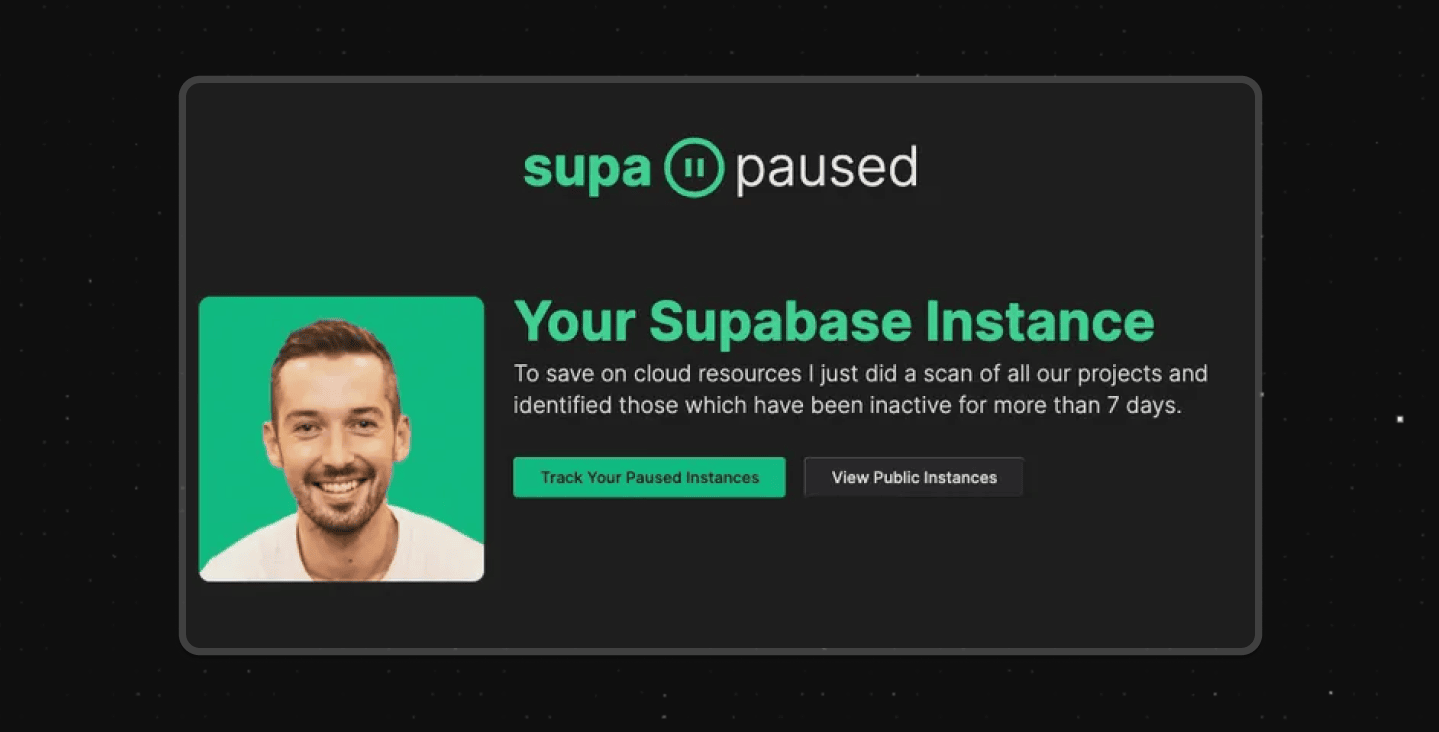 supa paused
Your Supabase Instance
To save on cloud resources I just did a scan of all our projects and
identified those which have been inactive for more than 7 days.
Track Your Paused Instances
View Public Instances